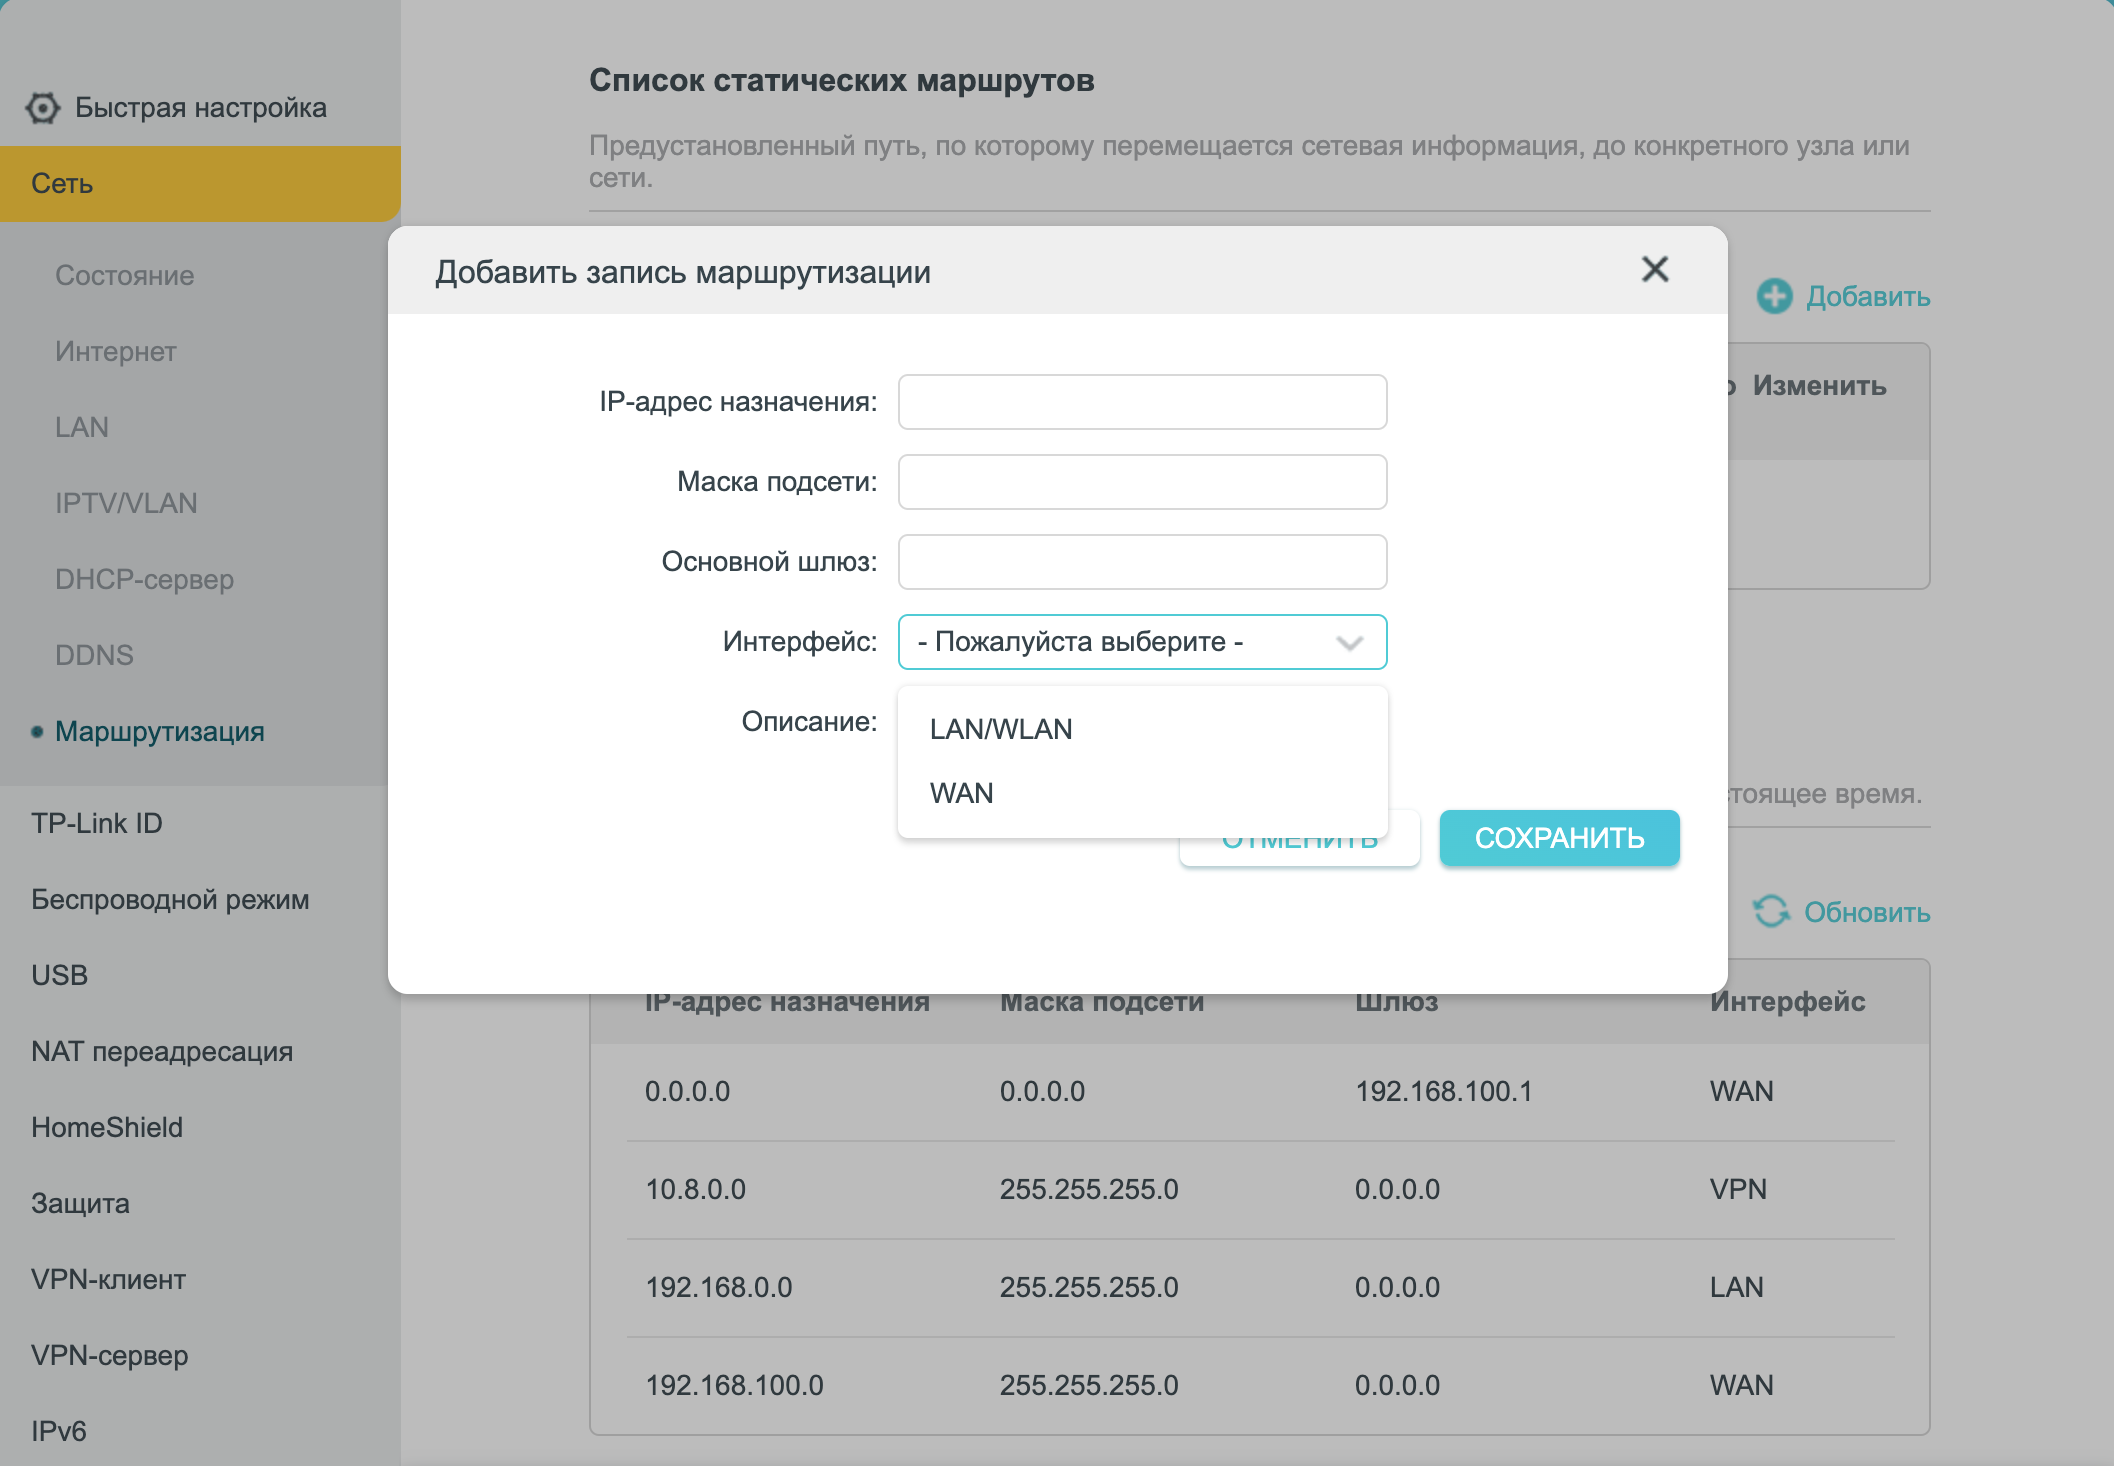 Быстрая настройка
Сеть
Состояние
Интернет
LAN
IPTV/VLAN
DHCP-сервер
DDNS
Маршрутизация
TP-Link ID
Беспроводной режим
USB
NAT переадресация
HomeShield
Защита
VPN-клиент
VPN-сервер
IPv6
Список статических маршрутов
Предустановленный путь, по которому перемещается сетевая информация, до конкретного узла или
сети.
Добавить
Изменить
Добавить запись маршрутизации
IP-адрес назначения:
Маска подсети:
Основной шлюз:
Интерфейс: - Пожалуйста выберите -
Описание:
LAN/WLAN
WAN
ОТМЕНИТЬ СОХРАНИТЬ
время.
Обновить
IP-адрес назначения Маска подсети Шлюз Интерфейс
0.0.0.0 0.0.0.0 192.168.100.1 WAN
10.8.0.0 255.255.255.0 0.0.0.0 VPN
192.168.0.0 255.255.255.0 0.0.0.0 LAN
192.168.100.0 255.255.255.0 0.0.0.0 WAN